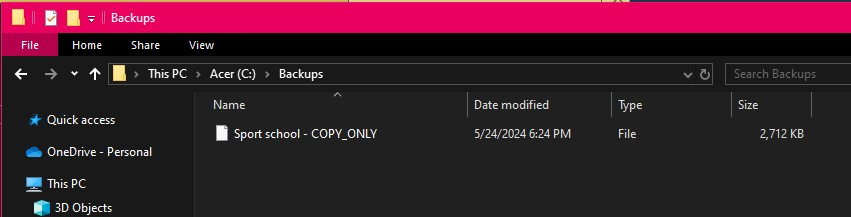 Backups
File Home Share View
This PC Acer (C:) Backups Search Backups
Name Date modified Type Size
Quick access
Sport school - COPY_ONLY 5/24/2024 6:24 PM File 2,712 KB
OneDrive - Personal
This PC
3D Objects